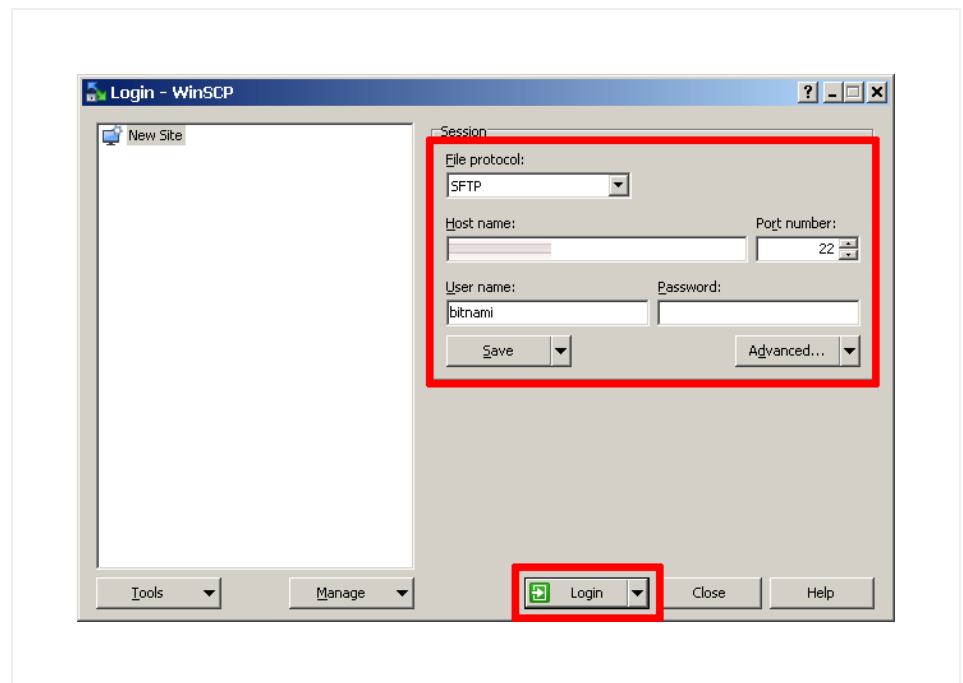 Login - WinSCP
New Site
Session
File protocol:
SFTP
Host name:
Port number:
22
User name:
Password:
bitnami
Save
Advanced...
Tools
Manage
Login
Close
Help